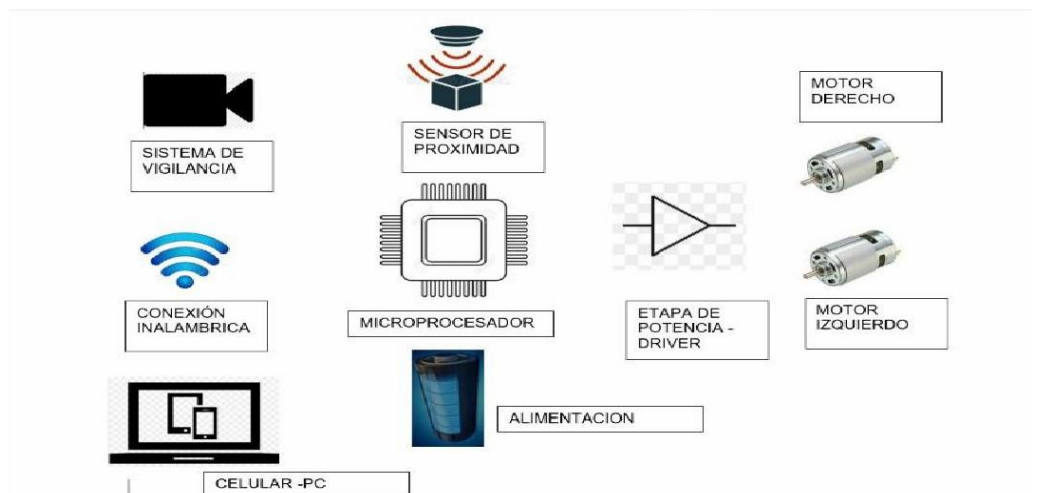 SISTEMA DE
VIGILANCIA
SENSOR DE
PROXIMIDAD
MOTOR
DERECHO
CONEXIÓN
INALAMBRICA
MICROPROCESADOR
ETAPA DE
POTENCIA -
DRIVER
MOTOR
IZQUIERDO
ALIMENTACION
CELULAR -PC